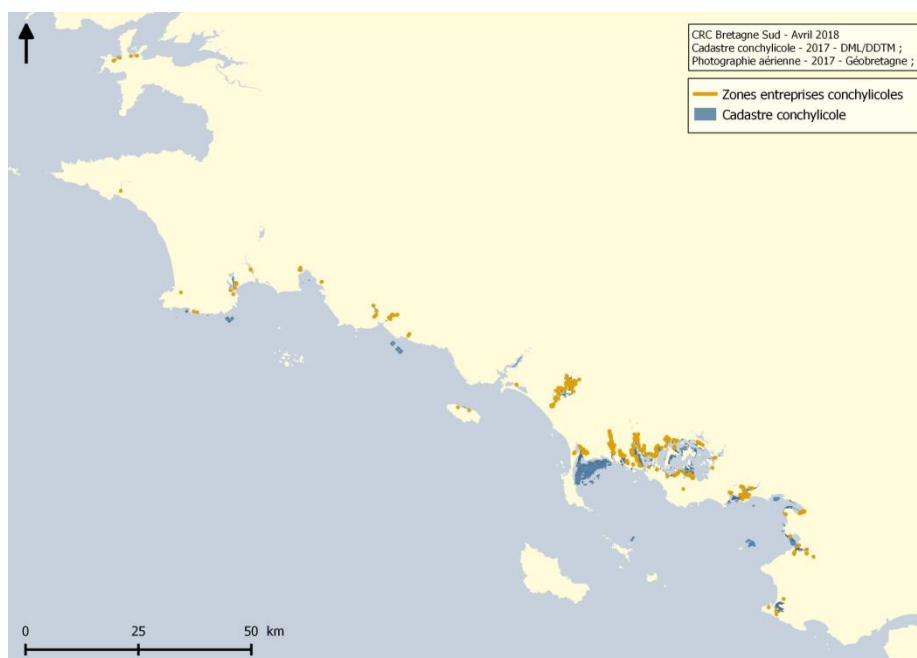 CRC Bretagne Sud - Avril 2018
Cadastre conchylicole - 2017 - DML/DDTM ;
Photographie aérienne - 2017 - Géobretagne ;
Zones entreprises conchylicoles
Cadastre conchylicole
0 25 50 km